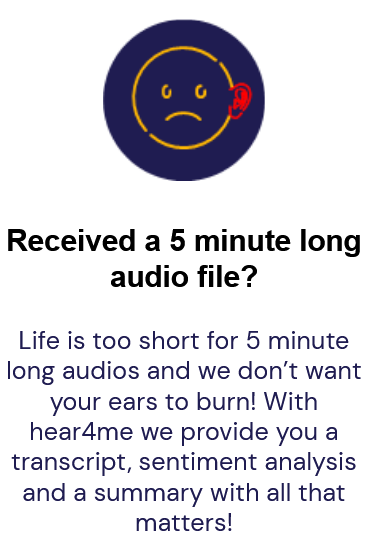 Received a 5 minute long
audio file?
Life is too short for 5 minute
long audios and we don’t want
your ears to burn! With
hear4me we provide you a
transcript, sentiment analysis
and a summary with all that
matters!